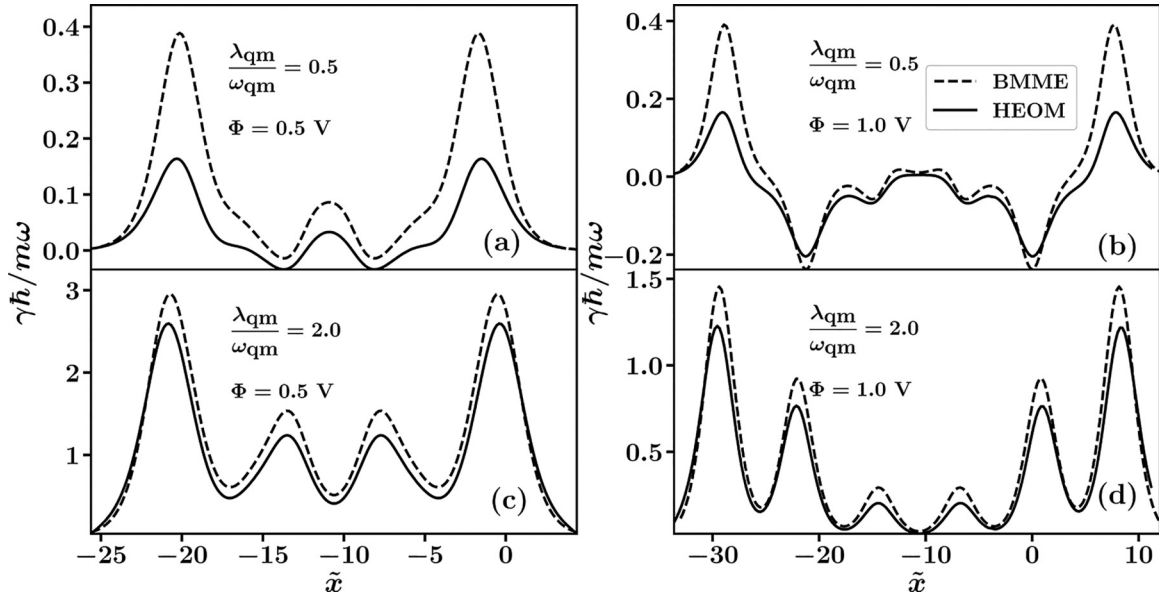 0.4
0.3
0.2
0.1
0.0
γħ/mω
λqm/ωqm = 0.5
Φ = 0.5 V
(a)
0.4
0.2
0.0
−0.2
γħ/mω
λqm/ωqm = 0.5
Φ = 1.0 V
BMME
HEOM
(b)
3
2
1
λqm/ωqm = 2.0
Φ = 0.5 V
(c)
−25 −20 −15 −10 −5 0
x̃
1.5
1.0
0.5
λqm/ωqm = 2.0
Φ = 1.0 V
(d)
−30 −20 −10 0 10
x̃